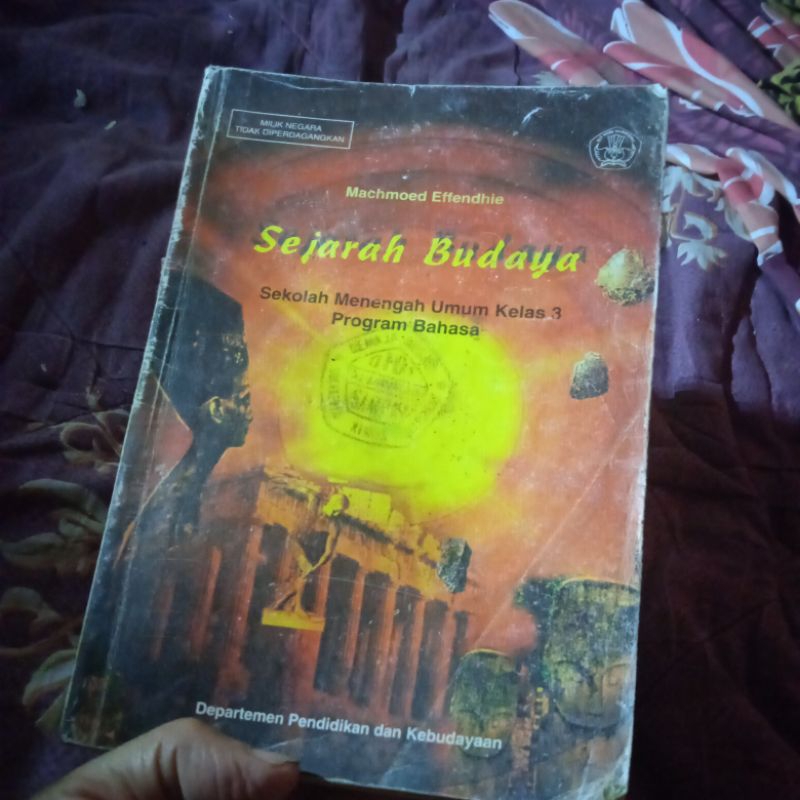 MILIK NEGARA
TIDAK DIPERDAGANGKAN
Machmoed Effendhie
Sejarah Budaya
Sekolah Menengah Umum Kelas 3
Program Bahasa
Departemen Pendidikan dan Kebudayaan